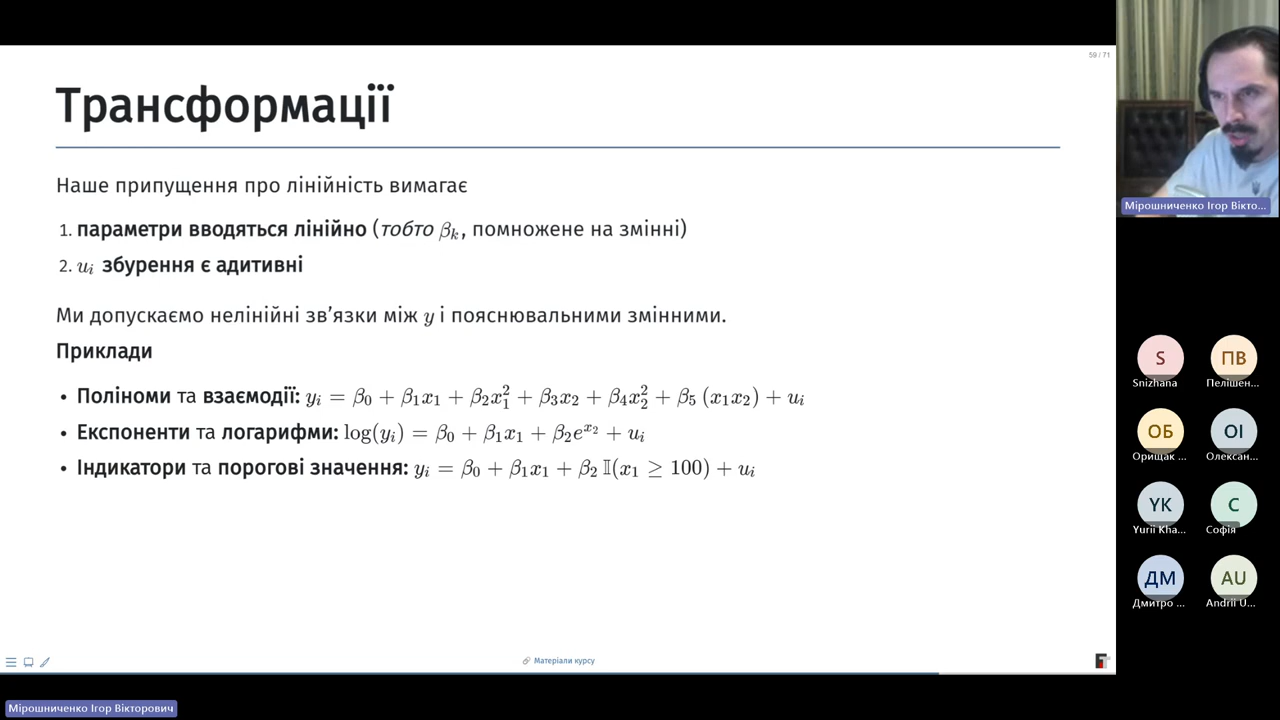 59 / 71
Трансформації
Наше припущення про лінійність вимагає
1. параметри вводяться лінійно (тобто βₖ, помножене на змінні)
2. uᵢ збурення є адитивні
Ми допускаємо нелінійні зв’язки між y і пояснювальними змінними.
Приклади
• Поліноми та взаємодії: yᵢ = β₀ + β₁x₁ + β₂x₁² + β₃x₂ + β₄x₂² + β₅ (x₁x₂) + uᵢ
• Експоненти та логарифми: log(yᵢ) = β₀ + β₁x₁ + β₂e^{x₂} + uᵢ
• Індикатори та порогові значення: yᵢ = β₀ + β₁x₁ + β₂ 𝕀(x₁ ≥ 100) + uᵢ
Матеріали курсу
Мірошниченко Ігор Вікторович
Мірошниченко Ігор Вікто...
S
Snizhana
ПВ
Пелішен...
ОБ
Орищак ...
ОІ
Олексан...
YK
Yurii Kha...
С
Софія
ДМ
Дмитро ...
AU
Andrii U...